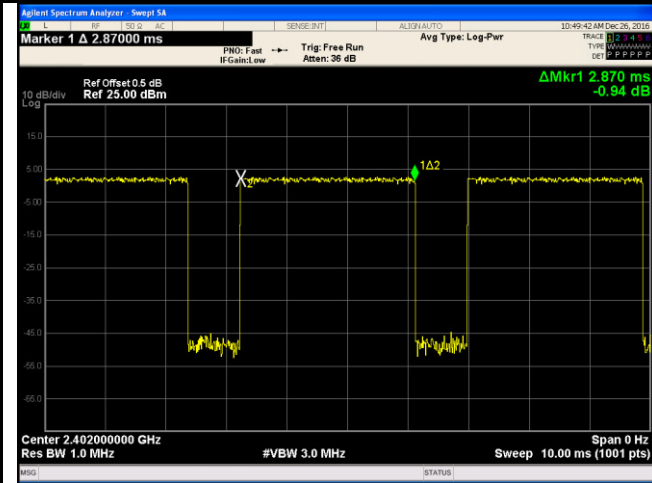 Agilent Spectrum Analyzer - Swept SA
L RF 50 Ω AC SENSE:INT ALIGN AUTO 10:49:42 AM Dec 26, 2016
Marker 1 Δ 2.87000 ms Avg Type: Log-Pwr TRACE 1 2 3 4 5 6
PNO: Fast Trig: Free Run TYPE
IFGain:Low Atten: 36 dB DET P P P P P P
ΔMkr1 2.870 ms
-0.94 dB
Ref Offset 0.5 dB
10 dB/div Ref 25.00 dBm
Log
15.0
5.00
1Δ2
X2
-5.00
-15.0
-25.0
-35.0
-45.0
-55.0
-65.0
Center 2.402000000 GHz Span 0 Hz
Res BW 1.0 MHz #VBW 3.0 MHz Sweep 10.00 ms (1001 pts)
MSG STATUS